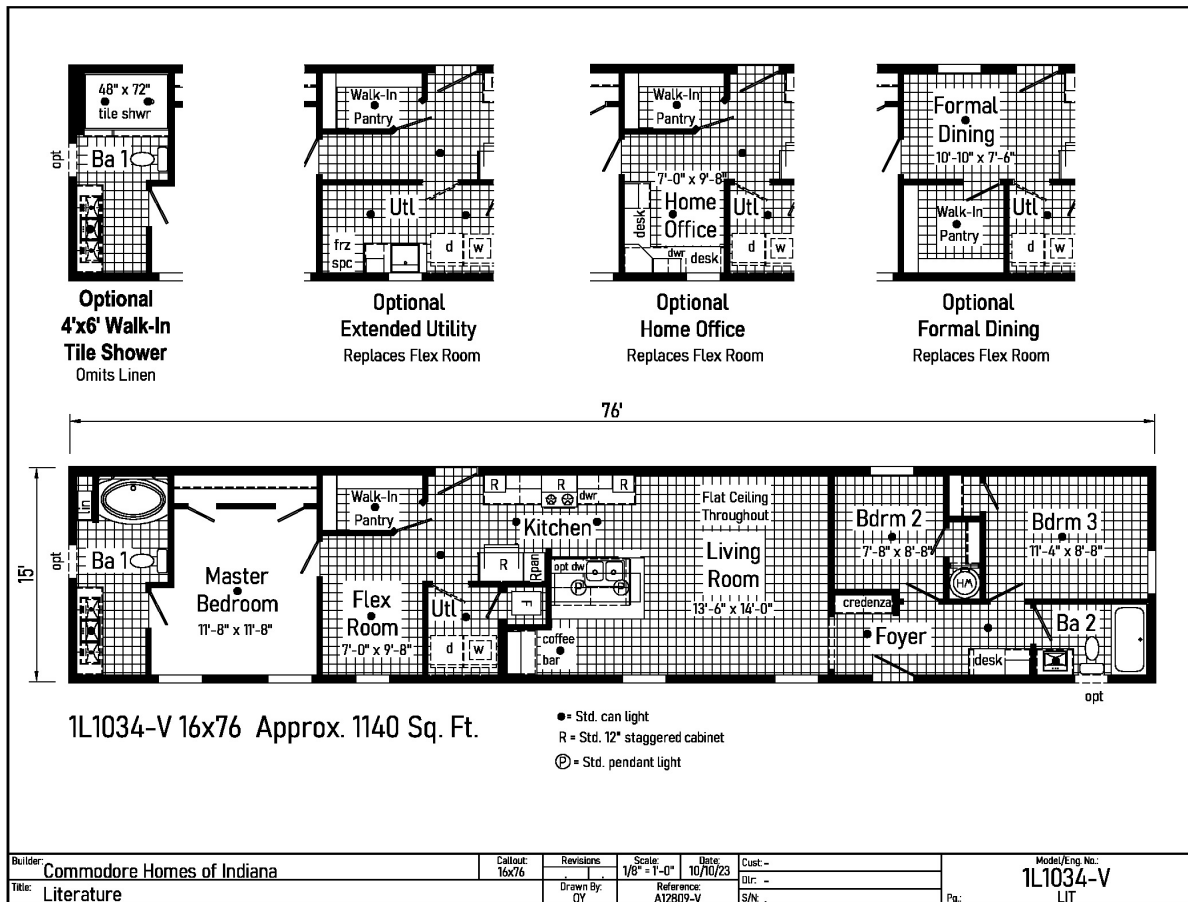 48" x 72"
tile shwr
opt
Ba 1
Optional
4'x6' Walk-In
Tile Shower
Omits Linen
Walk-In
Pantry
Utl
frz
spc
d
w
Optional
Extended Utility
Replaces Flex Room
Walk-In
Pantry
7'-0" x 9'-8"
Home
Office
desk
dwr
desk
Utl
d
w
Optional
Home Office
Replaces Flex Room
Formal
Dining
10'-10" x 7'-6"
Walk-In
Pantry
Utl
d
w
Optional
Formal Dining
Replaces Flex Room
76'
15'
lin
opt
Ba 1
Master
Bedroom
11'-8" x 11'-8"
Walk-In
Pantry
Flex
Room
7'-0" x 9'-8"
Utl
d
w
R
R
R
dwr
Kitchen
R
Rpan
F
opt dw
P
P
coffee
bar
Flat Ceiling
Throughout
Living
Room
13'-6" x 14'-0"
Bdrm 2
7'-8" x 8'-8"
H/W
Bdrm 3
11'-4" x 8'-8"
credenza
Foyer
desk
Ba 2
opt
1L1034-V 16x76 Approx. 1140 Sq. Ft.
= Std. can light
R = Std. 12" staggered cabinet
P = Std. pendant light
Builder: Commodore Homes of Indiana
Title: Literature
Callout:
16x76
Revisions
Scale:
1/8" = 1'-0"
Date:
10/10/23
Drawn By:
OY
Reference:
A12809-V
Cust: -
Dlr: -
S/N: .
Model/Eng. No.:
1L1034-V
Pg.: LIT